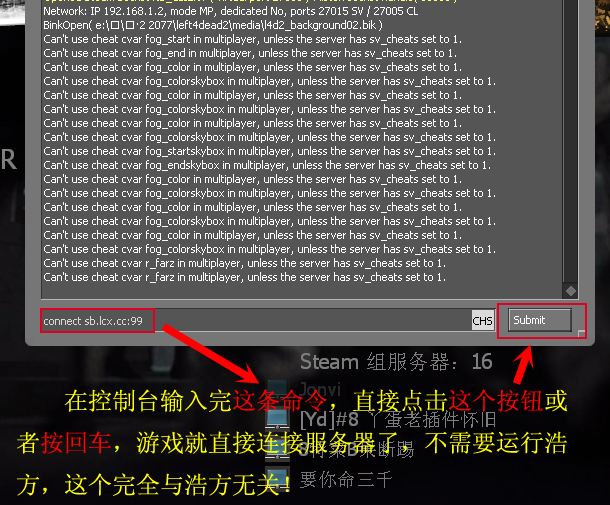 Network: IP 192.168.1.2, mode MP, dedicated No, ports 27015 SV / 27005 CL
BinkOpen( e:\口口·2 2077\left4dead2\media\l4d2_background02.bik )
Can't use cheat cvar fog_start in multiplayer, unless the server has sv_cheats set to 1.
Can't use cheat cvar fog_end in multiplayer, unless the server has sv_cheats set to 1.
Can't use cheat cvar fog_colorskybox in multiplayer, unless the server has sv_cheats set to 1.
Can't use cheat cvar fog_color in multiplayer, unless the server has sv_cheats set to 1.
Can't use cheat cvar fog_color in multiplayer, unless the server has sv_cheats set to 1.
Can't use cheat cvar fog_colorskybox in multiplayer, unless the server has sv_cheats set to 1.
Can't use cheat cvar fog_color in multiplayer, unless the server has sv_cheats set to 1.
Can't use cheat cvar fog_colorskybox in multiplayer, unless the server has sv_cheats set to 1.
Can't use cheat cvar fog_startskybox in multiplayer, unless the server has sv_cheats set to 1.
Can't use cheat cvar fog_endskybox in multiplayer, unless the server has sv_cheats set to 1.
Can't use cheat cvar fog_color in multiplayer, unless the server has sv_cheats set to 1.
Can't use cheat cvar fog_colorskybox in multiplayer, unless the server has sv_cheats set to 1.
Can't use cheat cvar fog_color in multiplayer, unless the server has sv_cheats set to 1.
Can't use cheat cvar fog_colorskybox in multiplayer, unless the server has sv_cheats set to 1.
Can't use cheat cvar fog_color in multiplayer, unless the server has sv_cheats set to 1.
Can't use cheat cvar fog_colorskybox in multiplayer, unless the server has sv_cheats set to 1.
Can't use cheat cvar r_farz in multiplayer, unless the server has sv_cheats set to 1.
Can't use cheat cvar r_farz in multiplayer, unless the server has sv_cheats set to 1.
R
connect sb.lcx.cc:99 CHS Submit
Steam 组服务器：16
Jonvi
在控制台输入完这条命令，直接点击这个按钮或
[Yd]#8 丫蛋老插件怀旧
者按回车，游戏就直接连接服务器了，不需要运行浩
断踢
方，这个完全与浩方无关！
要你命三千